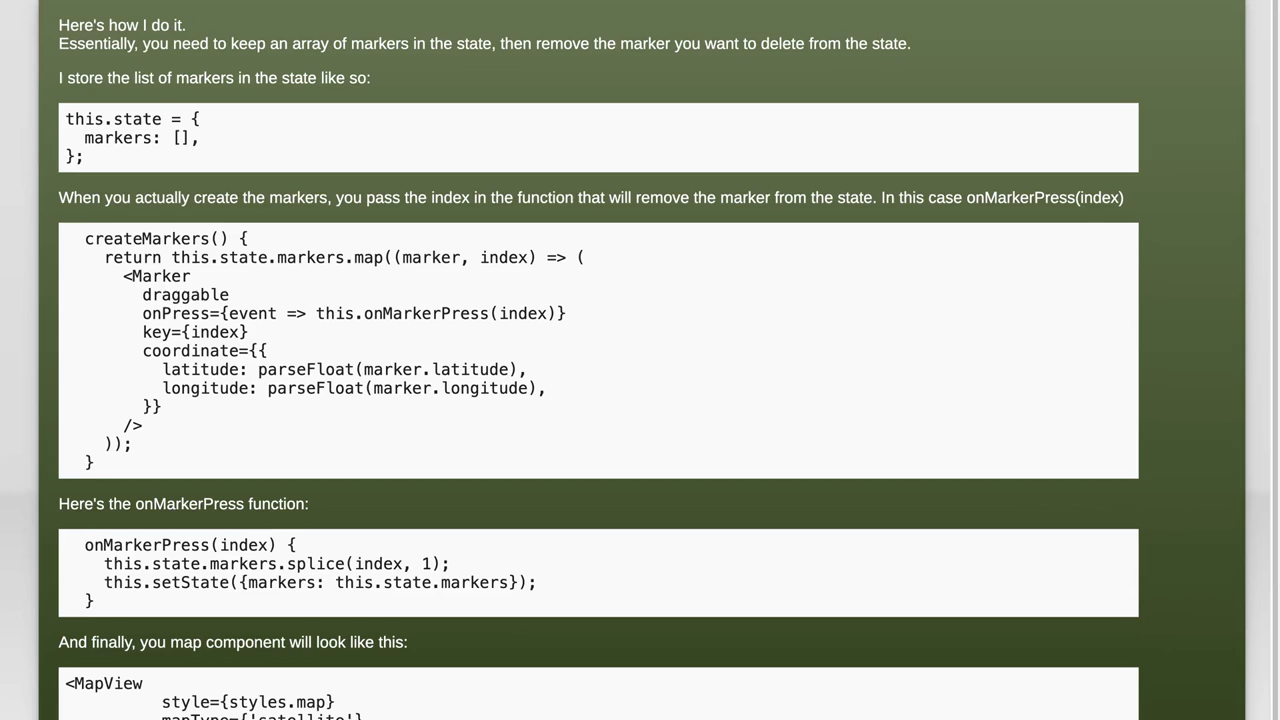 Here's how I do it.
Essentially, you need to keep an array of markers in the state, then remove the marker you want to delete from the state.
I store the list of markers in the state like so:
this.state = {
  markers: [],
};
When you actually create the markers, you pass the index in the function that will remove the marker from the state. In this case onMarkerPress(index)
  createMarkers() {
    return this.state.markers.map((marker, index) => (
      <Marker
        draggable
        onPress={event => this.onMarkerPress(index)}
        key={index}
        coordinate={{
          latitude: parseFloat(marker.latitude),
          longitude: parseFloat(marker.longitude),
        }}
      />
    ));
  }
Here's the onMarkerPress function:
  onMarkerPress(index) {
    this.state.markers.splice(index, 1);
    this.setState({markers: this.state.markers});
  }
And finally, you map component will look like this:
<MapView
          style={styles.map}
          mapType={'satellite'}